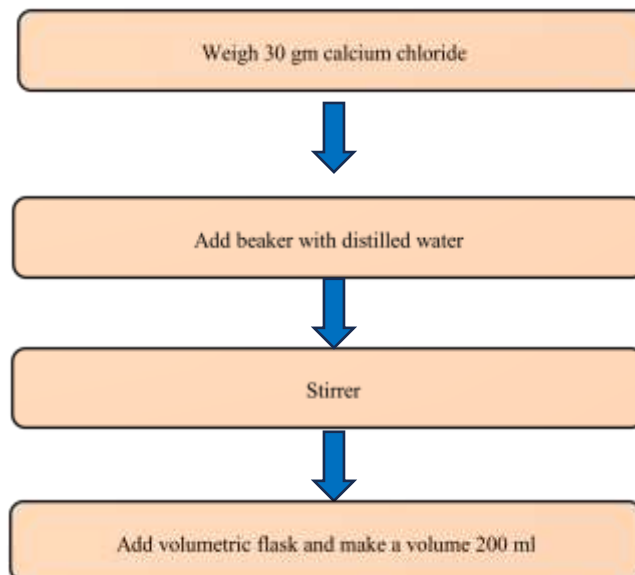 Weigh 30 gm calcium chloride
Add beaker with distilled water
Stirrer
Add volumetric flask and make a volume 200 ml